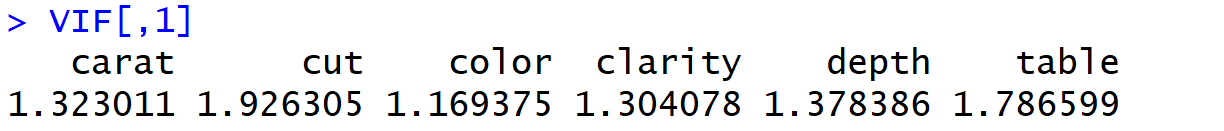 > VIF[,1]
carat cut color clarity depth table
1.323011 1.926305 1.169375 1.304078 1.378386 1.786599